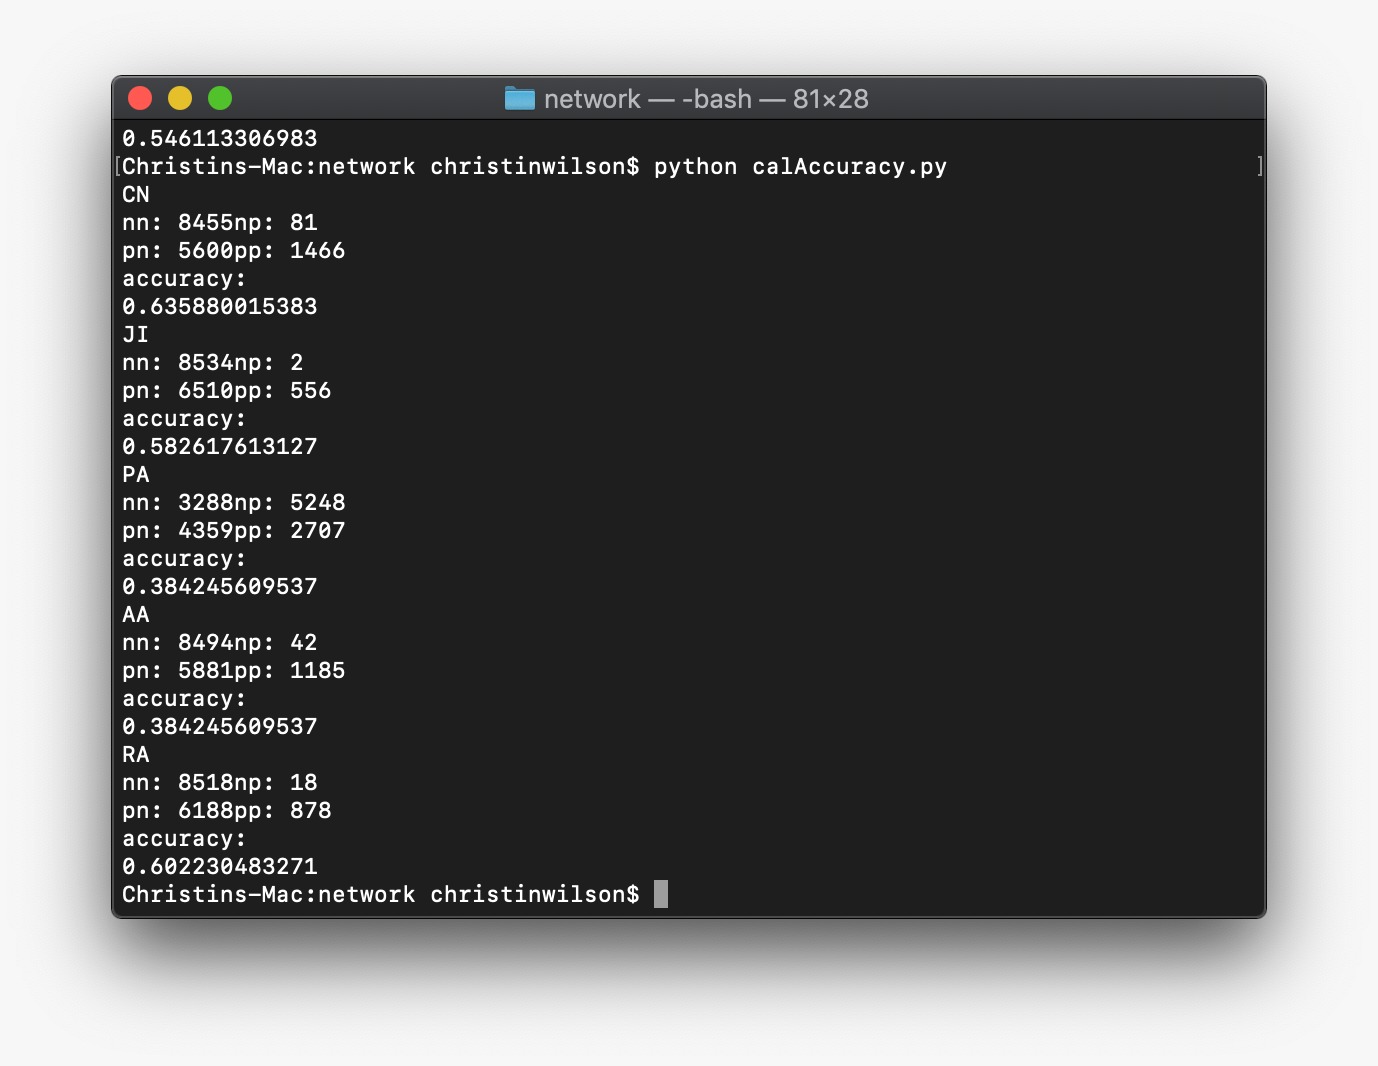 network — -bash — 81×28
0.546113306983
[Christins-Mac:network christinwilson$ python calAccuracy.py ]
CN
nn: 8455np: 81
pn: 5600pp: 1466
accuracy:
0.635880015383
JI
nn: 8534np: 2
pn: 6510pp: 556
accuracy:
0.582617613127
PA
nn: 3288np: 5248
pn: 4359pp: 2707
accuracy:
0.384245609537
AA
nn: 8494np: 42
pn: 5881pp: 1185
accuracy:
0.384245609537
RA
nn: 8518np: 18
pn: 6188pp: 878
accuracy:
0.602230483271
Christins-Mac:network christinwilson$